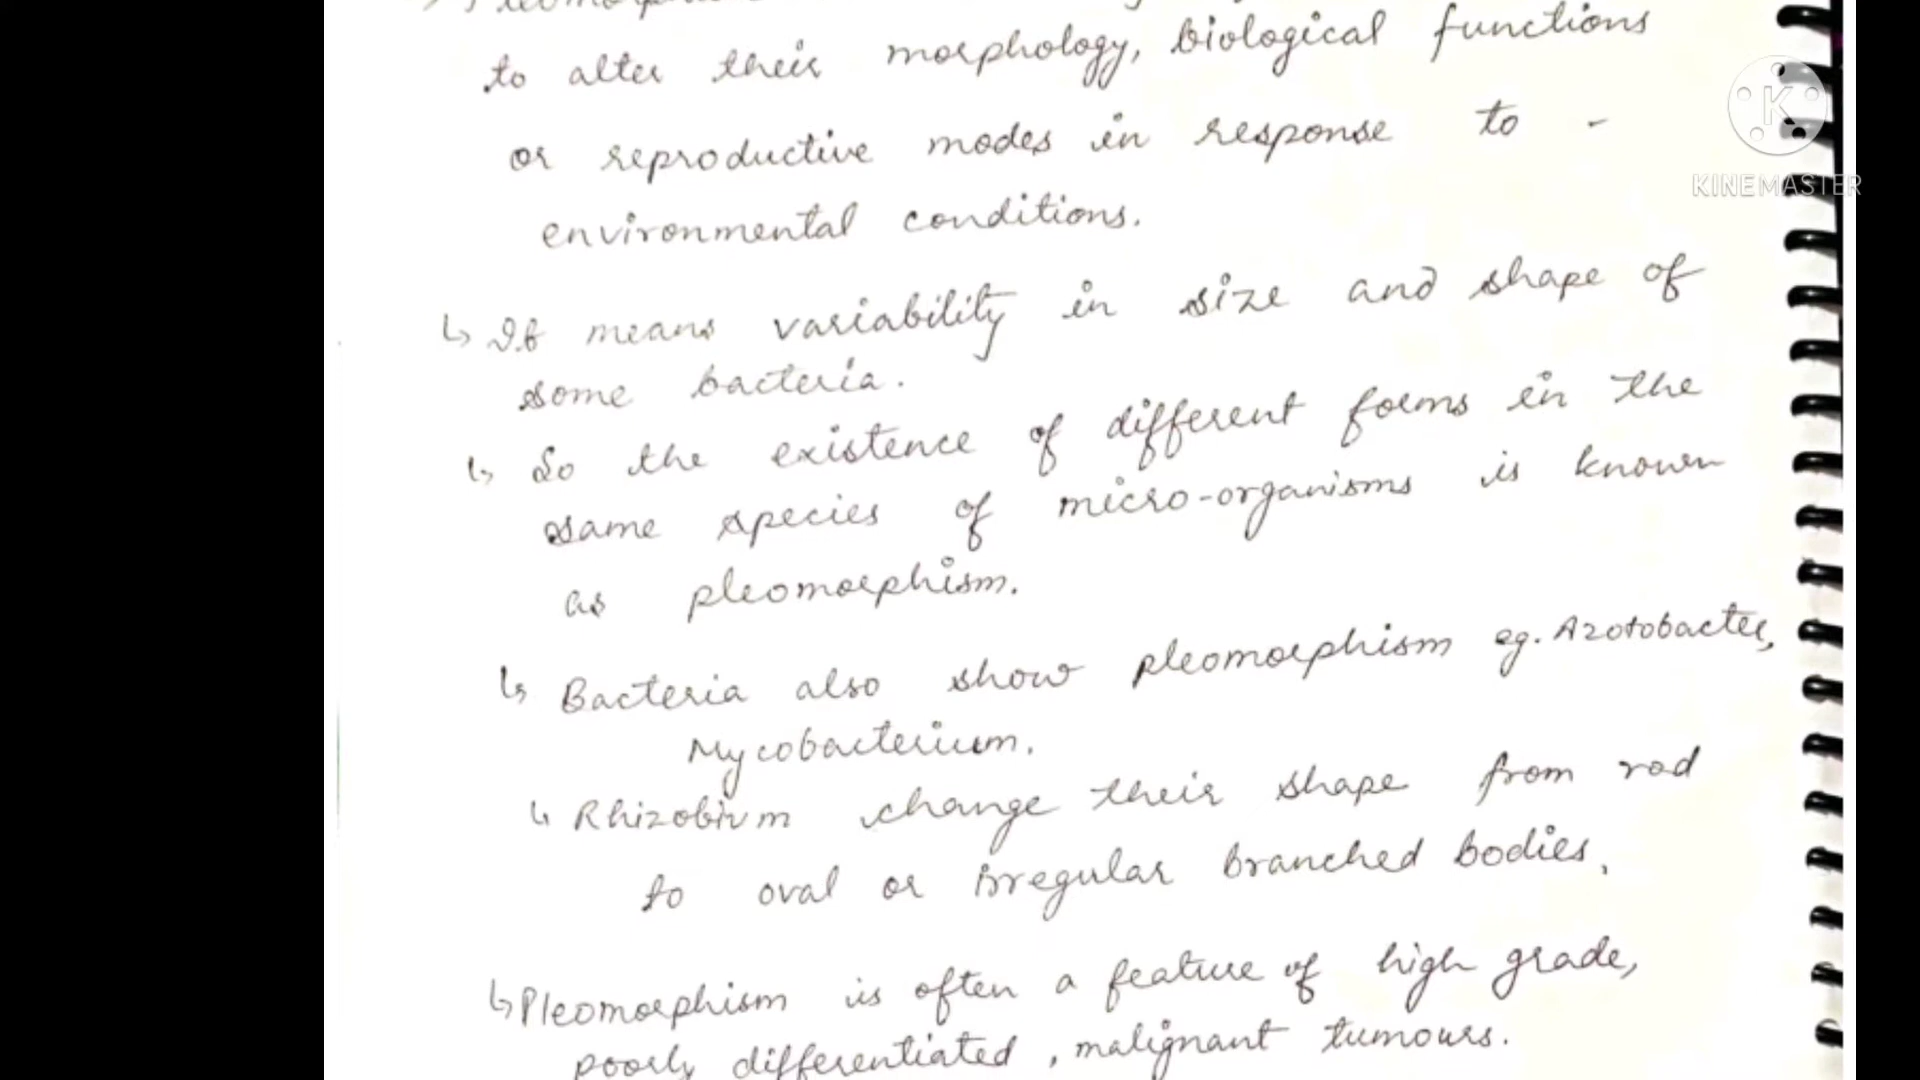 to alter their morphology, biological functions
or reproductive modes in response to -
environmental conditions.
↳ It means variability in size and shape of
some bacteria.
↳ So the existence of different forms in the
same species of micro-organisms is known
as pleomorphism.
↳ Bacteria also show pleomorphism eg. Azotobacter,
Mycobacterium.
↳ Rhizobium change their shape from rod
to oval or irregular branched bodies.
↳ Pleomorphism is often a feature of high grade,
poorly differentiated, malignant tumours.
K
KINEMASTER